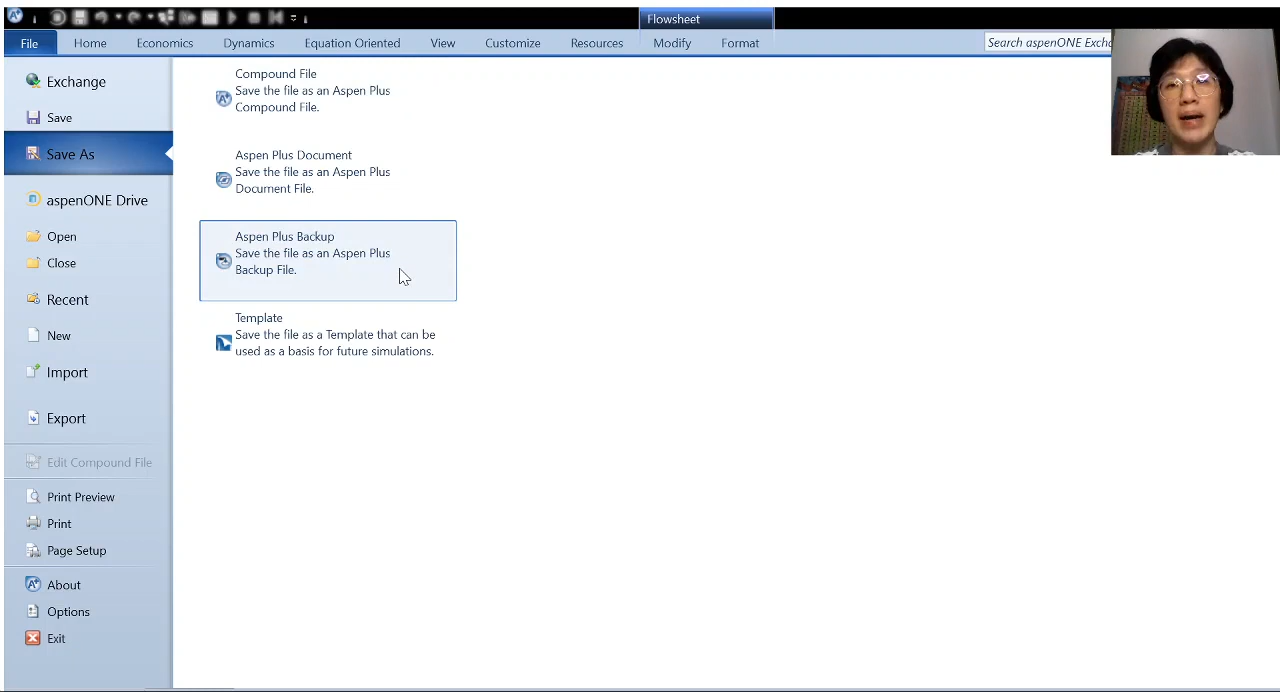 Flowsheet
File
Home
Economics
Dynamics
Equation Oriented
View
Customize
Resources
Modify
Format
Search aspenONE Excha
Exchange
Save
Save As
aspenONE Drive
Open
Close
Recent
New
Import
Export
Edit Compound File
Print Preview
Print
Page Setup
About
Options
Exit
Compound File
Save the file as an Aspen Plus
Compound File.
Aspen Plus Document
Save the file as an Aspen Plus
Document File.
Aspen Plus Backup
Save the file as an Aspen Plus
Backup File.
Template
Save the file as a Template that can be
used as a basis for future simulations.